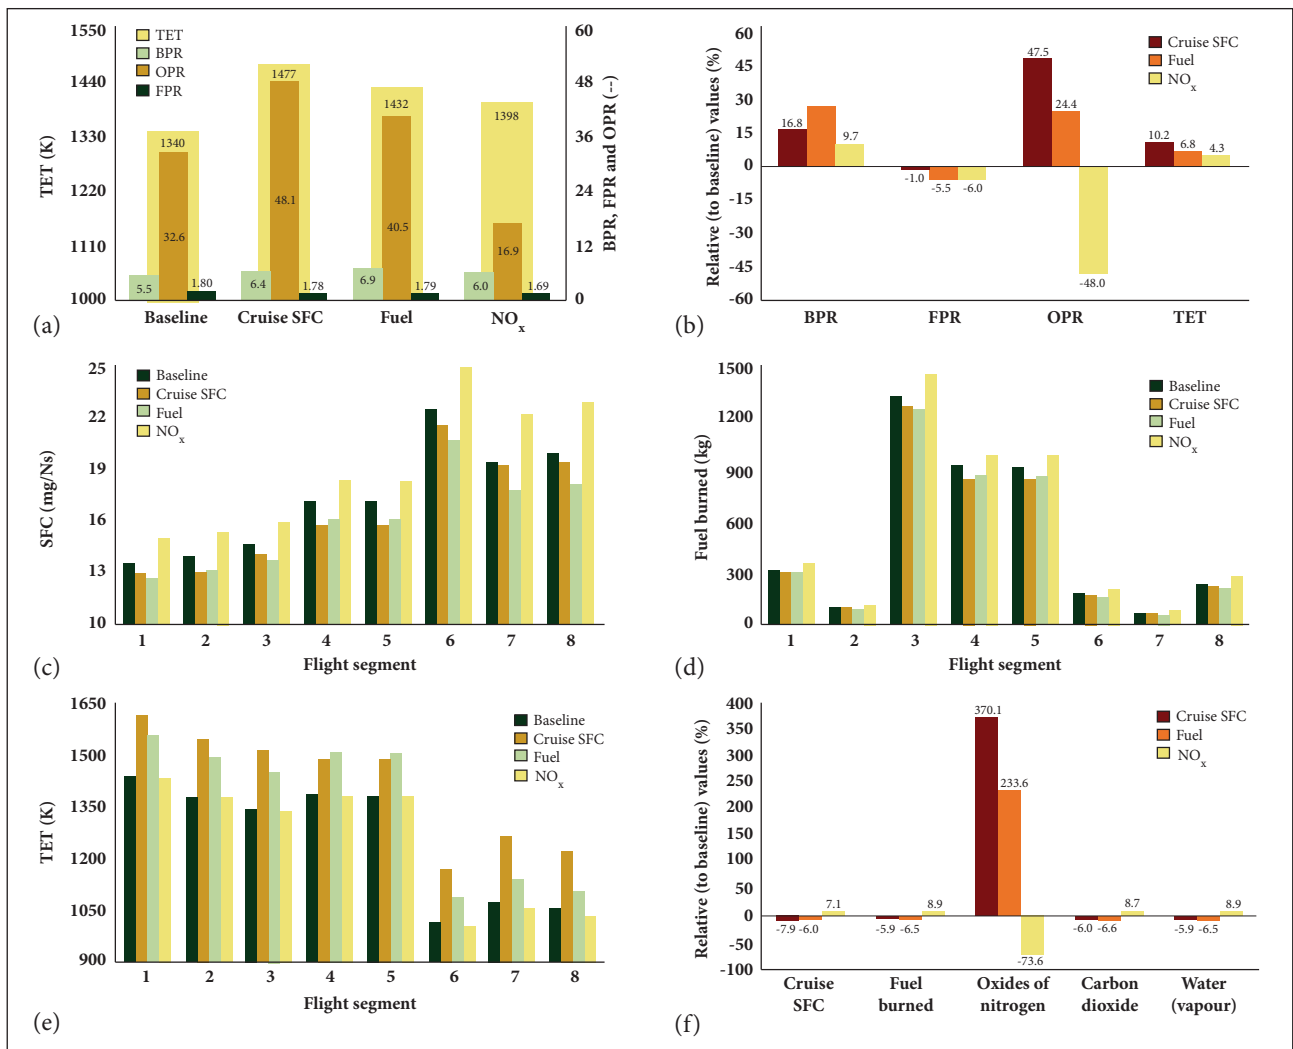 1550
1440
1330
1220
1110
1000
TET (K)
TET
BPR
OPR
FPR
60
48
36
24
12
0
BPR, FPR and OPR (--)
1340
32.6
5.5
1.80
1477
48.1
6.4
1.78
1432
40.5
6.9
1.79
1398
16.9
6.0
1.69
Baseline
Cruise SFC
Fuel
NOx
(a)
60
45
30
15
0
-15
-30
-45
-60
Relative (to baseline) values (%)
Cruise SFC
Fuel
NOx
16.8
9.7
-1.0
-5.5
-6.0
47.5
24.4
-48.0
10.2
6.8
4.3
BPR
FPR
OPR
TET
(b)
25
22
19
16
13
10
SFC (mg/Ns)
Baseline
Cruise SFC
Fuel
NOx
1 2 3 4 5 6 7 8
Flight segment
(c)
1500
1200
900
600
300
0
Fuel burned (kg)
Baseline
Cruise SFC
Fuel
NOx
1 2 3 4 5 6 7 8
Flight segment
(d)
1650
1500
1350
1200
1050
900
TET (K)
Baseline
Cruise SFC
Fuel
NOx
1 2 3 4 5 6 7 8
Flight segment
(e)
400
350
300
250
200
150
100
50
0
-50
-100
Relative (to baseline) values (%)
Cruise SFC
Fuel
NOx
-7.9
-6.0
7.1
-5.9
-6.5
8.9
370.1
233.6
-73.6
-6.0
-6.6
8.7
-5.9
-6.5
8.9
Cruise
SFC
Fuel
burned
Oxides of
nitrogen
Carbon
dioxide
Water
(vapour)
(f)